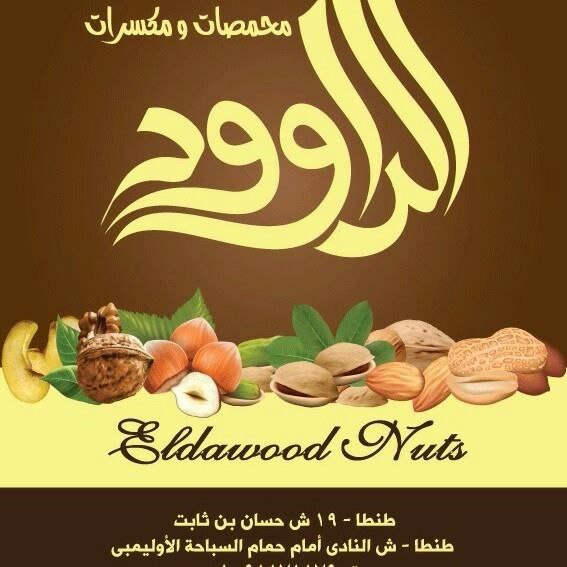 محمصات و مكسرات
الداوود
Eldawood Nuts
طنطا - ١٩ ش حسان بن ثابت
طنطا - ش النادى أمام حمام السباحة الأوليمبى